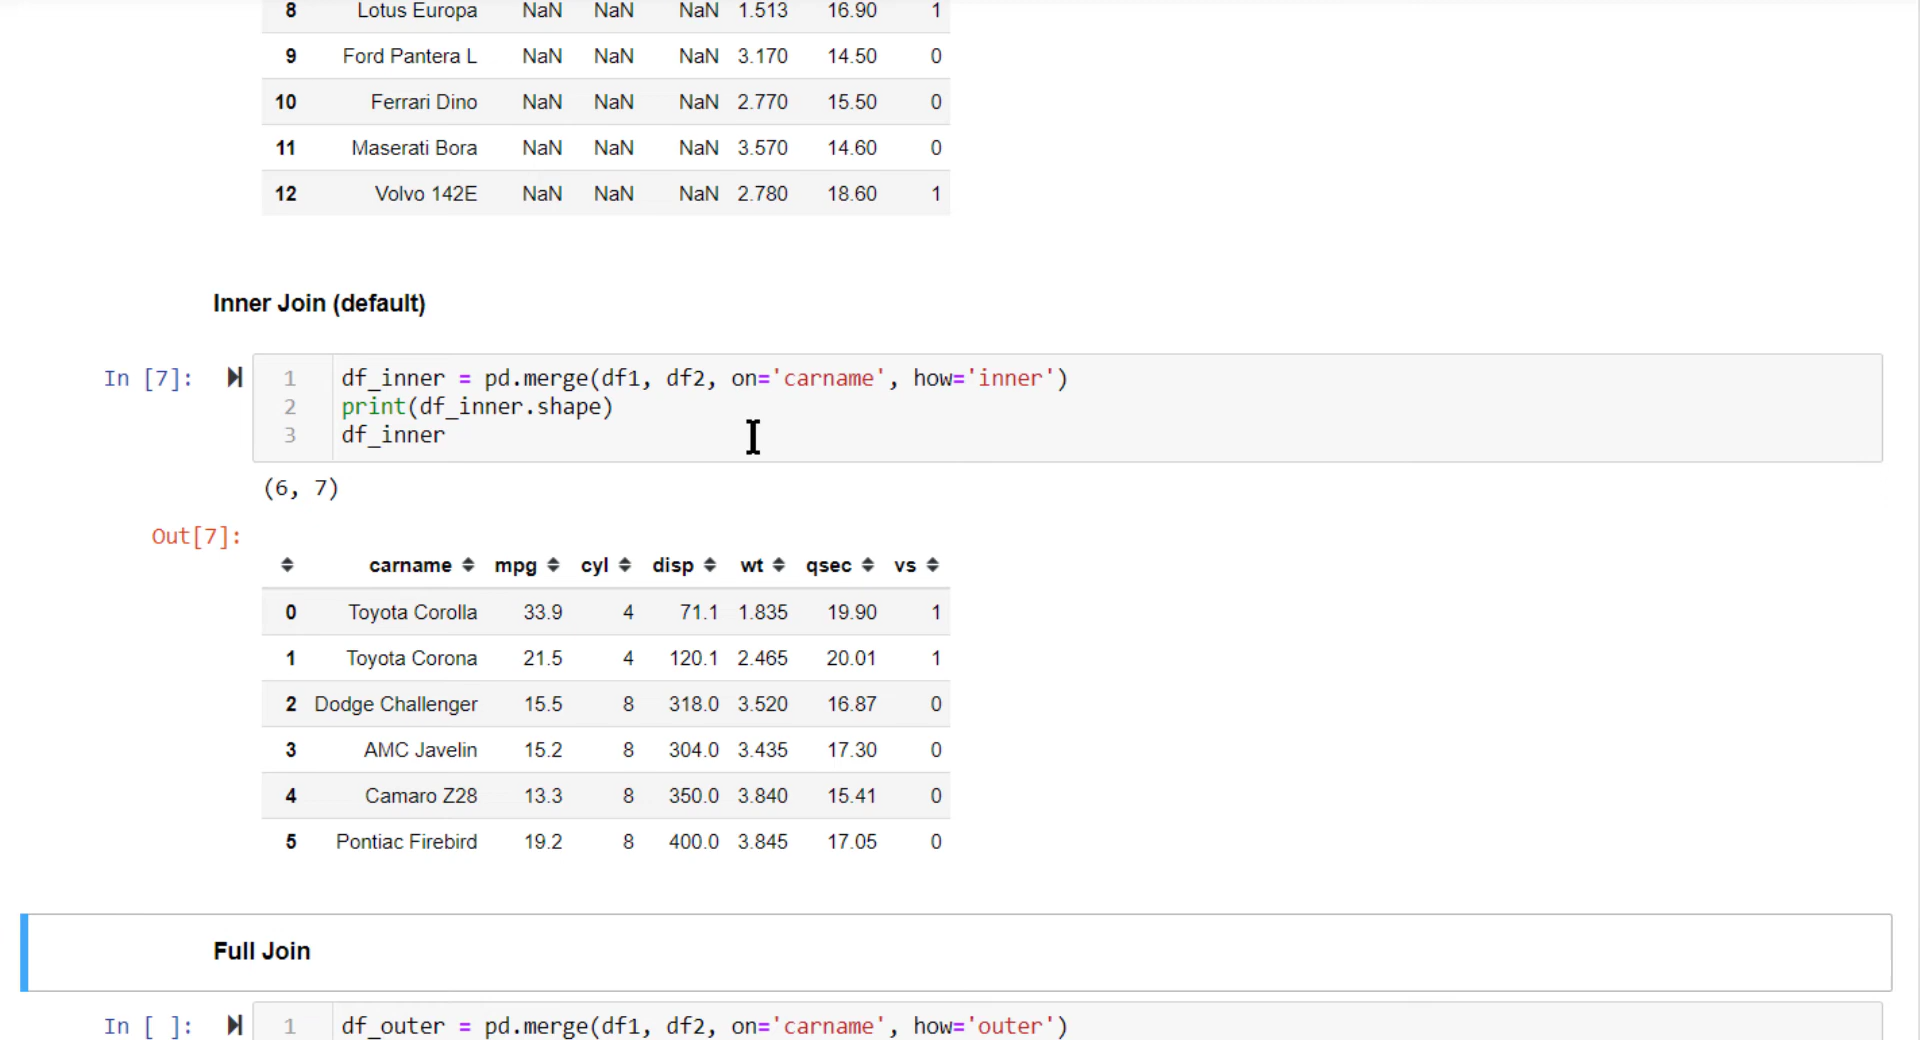 8 Lotus Europa NaN NaN NaN 1.513 16.90 1
9 Ford Pantera L NaN NaN NaN 3.170 14.50 0
10 Ferrari Dino NaN NaN NaN 2.770 15.50 0
11 Maserati Bora NaN NaN NaN 3.570 14.60 0
12 Volvo 142E NaN NaN NaN 2.780 18.60 1
Inner Join (default)
In [7]: 1 df_inner = pd.merge(df1, df2, on='carname', how='inner')
2 print(df_inner.shape)
3 df_inner
(6, 7)
Out[7]:
carname mpg cyl disp wt qsec vs
0 Toyota Corolla 33.9 4 71.1 1.835 19.90 1
1 Toyota Corona 21.5 4 120.1 2.465 20.01 1
2 Dodge Challenger 15.5 8 318.0 3.520 16.87 0
3 AMC Javelin 15.2 8 304.0 3.435 17.30 0
4 Camaro Z28 13.3 8 350.0 3.840 15.41 0
5 Pontiac Firebird 19.2 8 400.0 3.845 17.05 0
Full Join
In [ ]: 1 df_outer = pd.merge(df1, df2, on='carname', how='outer')